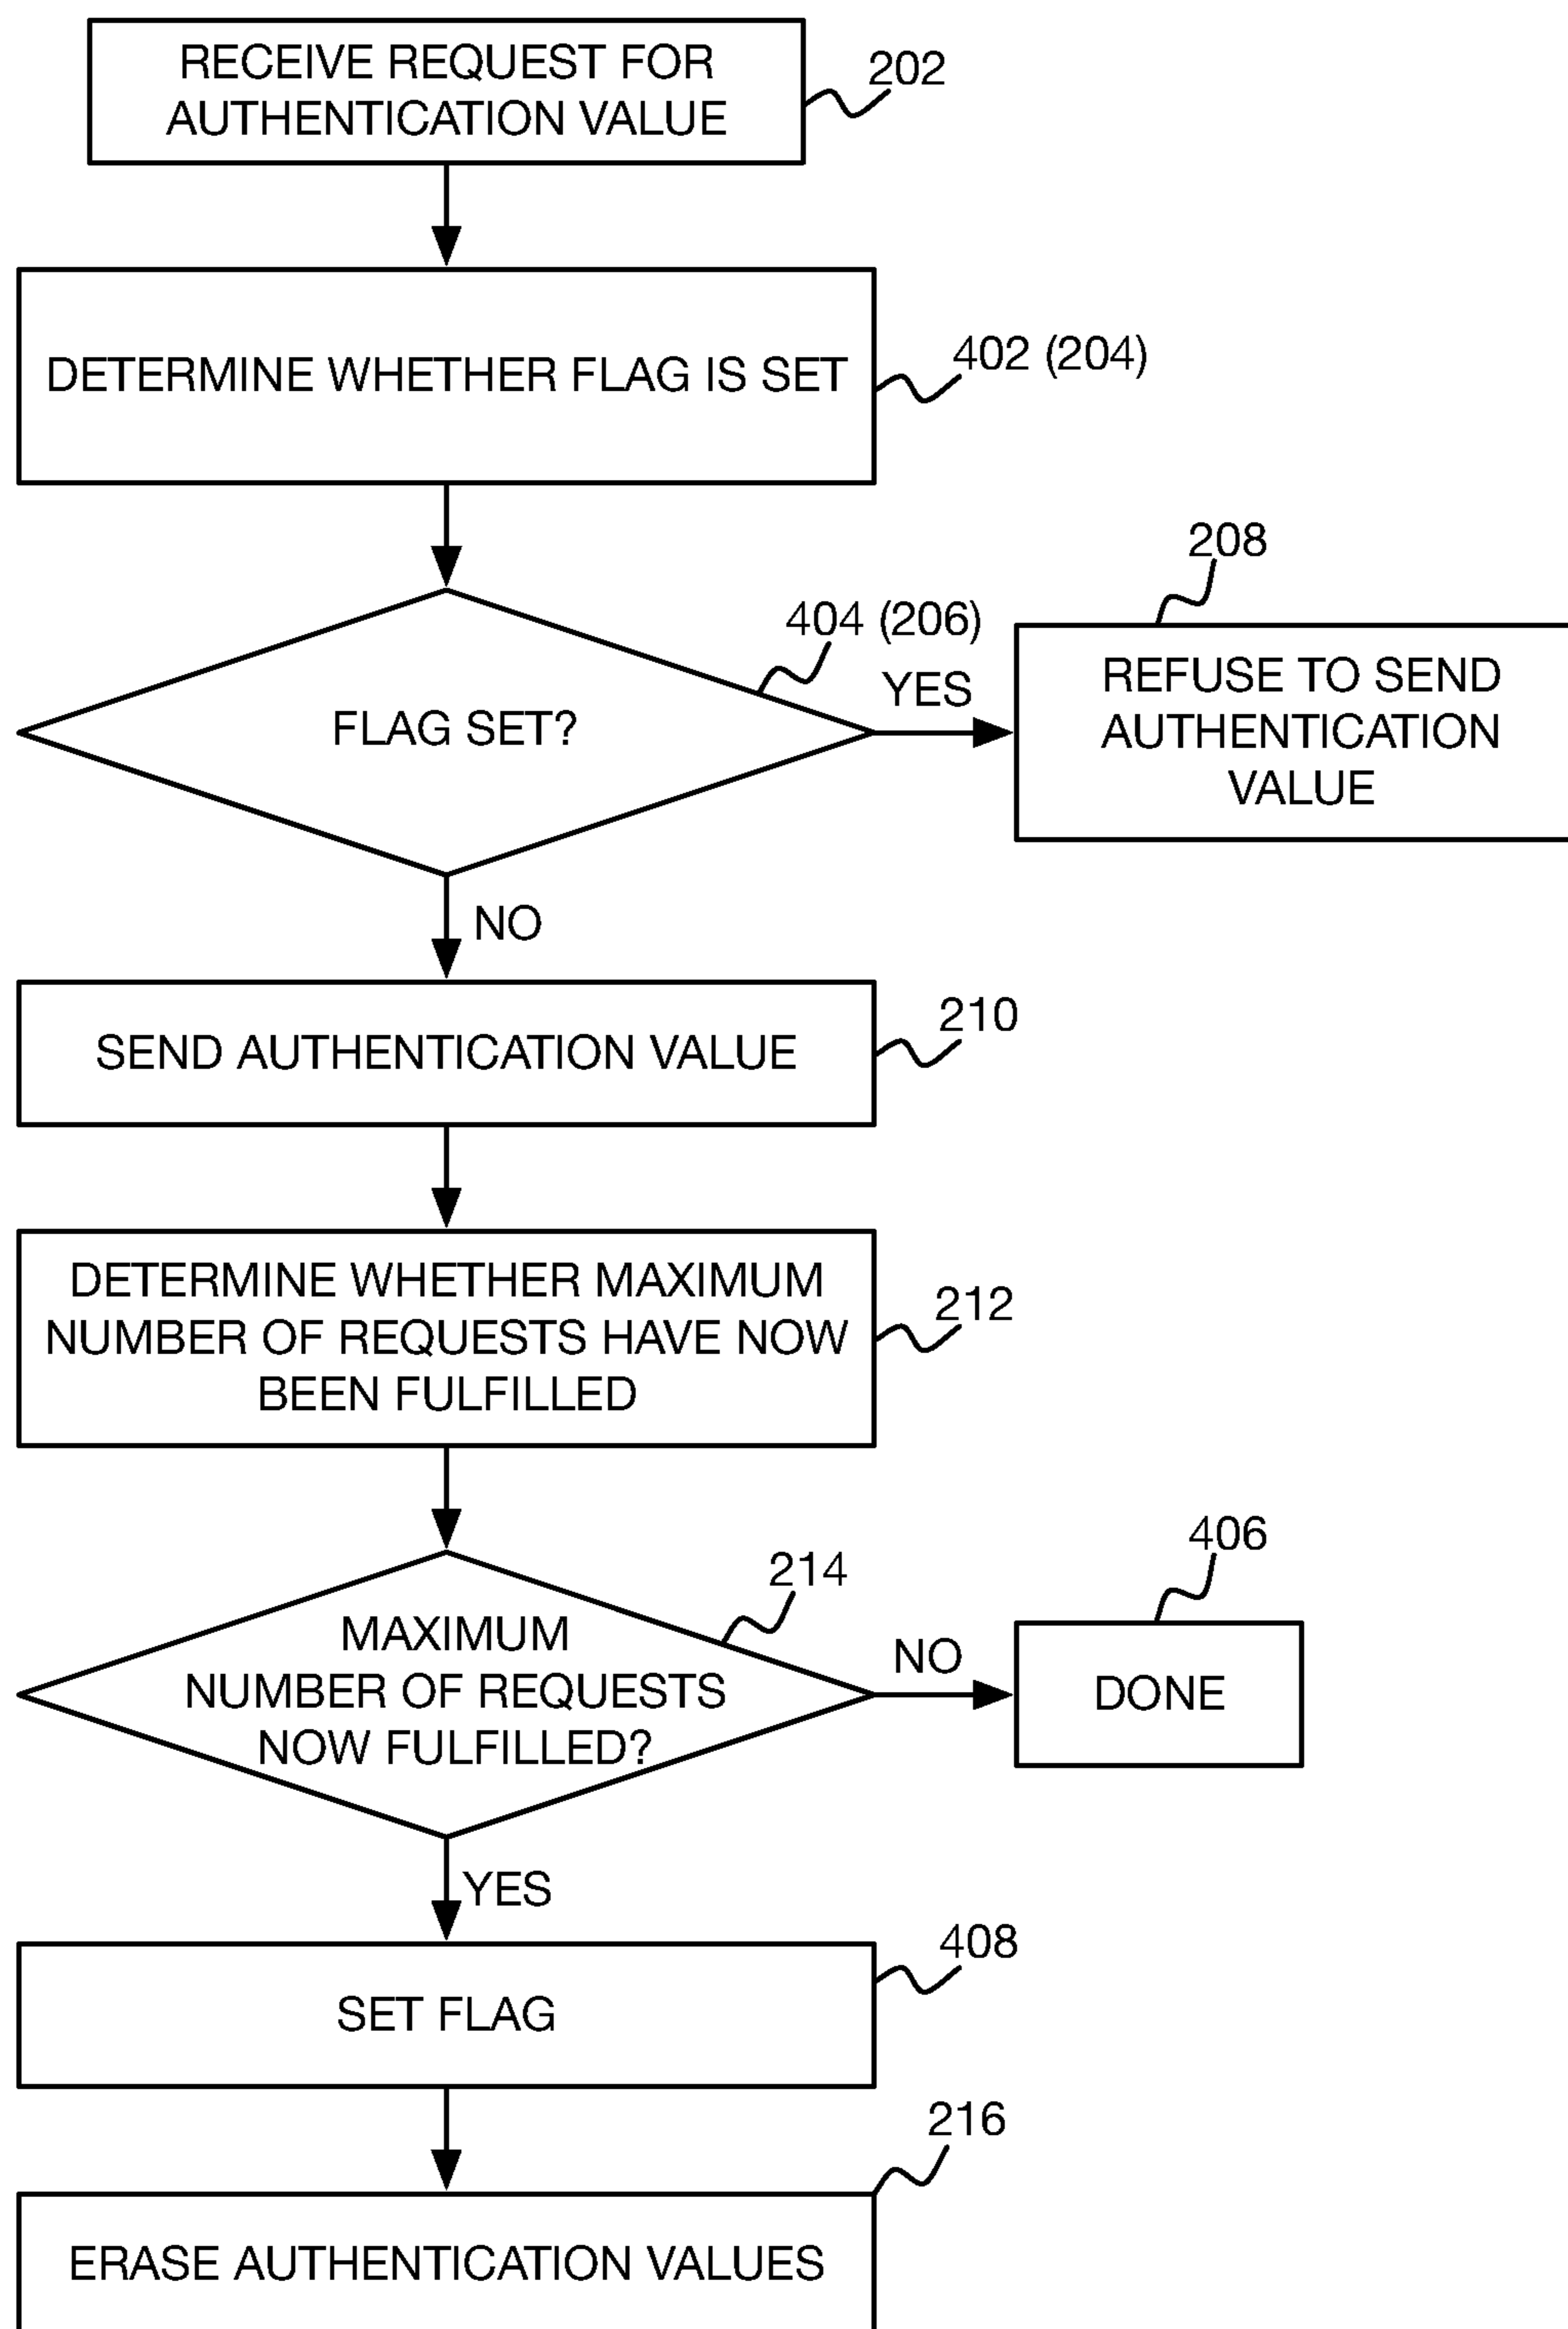 RECEIVE REQUEST FOR
AUTHENTICATION VALUE
202
DETERMINE WHETHER FLAG IS SET
402 (204)
FLAG SET?
404 (206)
YES
208
REFUSE TO SEND
AUTHENTICATION
VALUE
NO
SEND AUTHENTICATION VALUE
210
DETERMINE WHETHER MAXIMUM
NUMBER OF REQUESTS HAVE NOW
BEEN FULFILLED
212
MAXIMUM
NUMBER OF REQUESTS
NOW FULFILLED?
214
NO
406
DONE
YES
SET FLAG
408
ERASE AUTHENTICATION VALUES
216